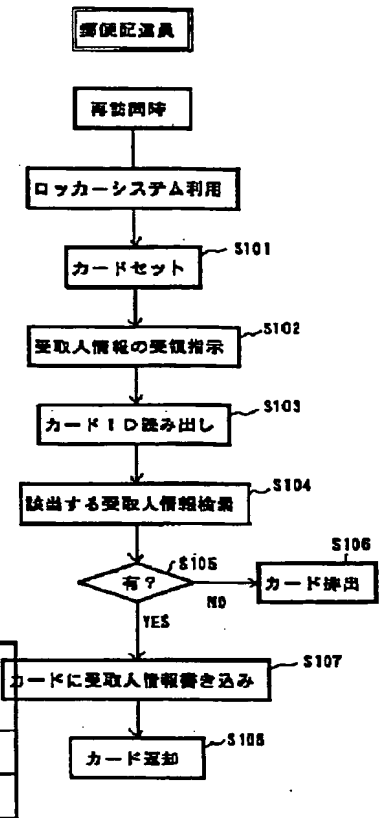 郵便配達員
再訪問時
ロッカーシステム利用
カードセット
S101
受取人情報の受領指示
S102
カードID読み出し
S103
該当する受取人情報検索
S104
有?
S105
カード排出
S106
NO
YES
カードに受取人情報書き込み
S107
カード返却
S108